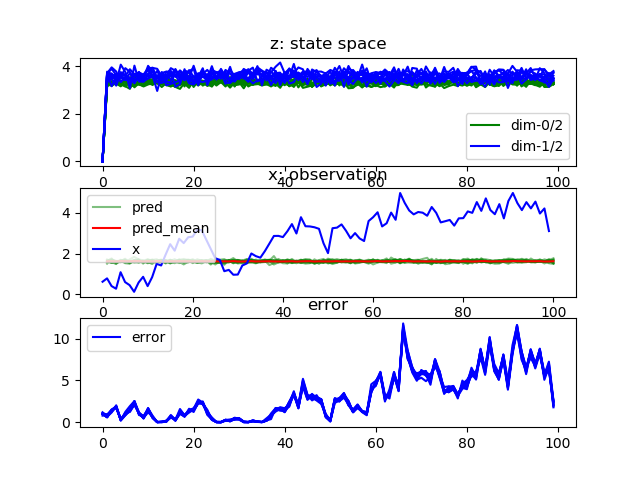 z: state space
4
2
0
dim-0/2
dim-1/2
0 20 40 60 80 100
x: observation
4
2
0
pred
pred_mean
x
0 20 40 60 80 100
error
10
5
0
error
0 20 40 60 80 100